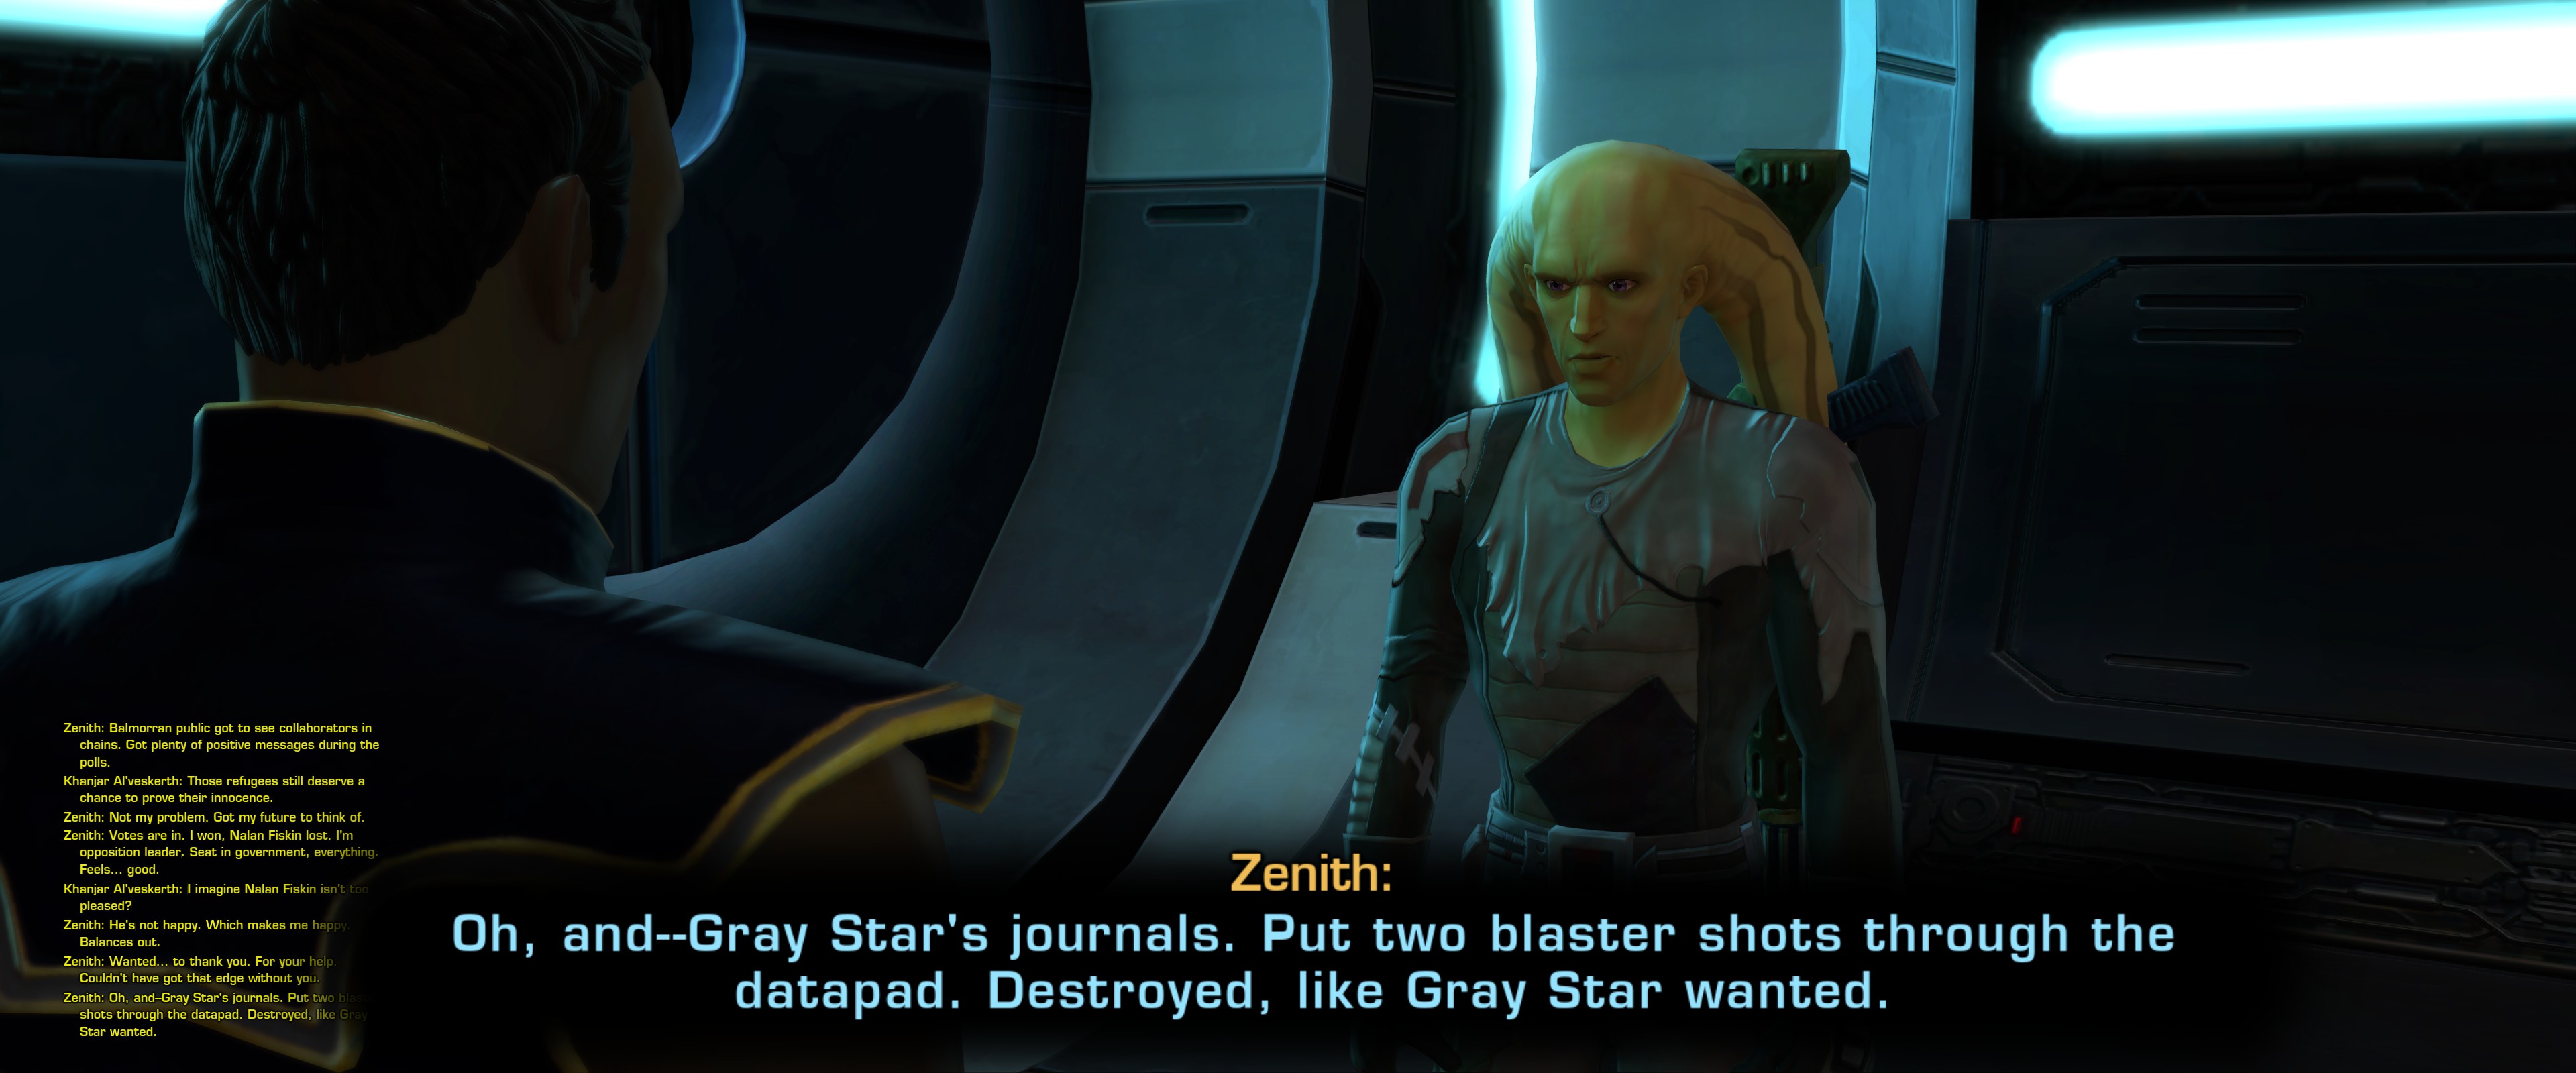 Zenith: Balmorran public got to see collaborators in
chains. Got plenty of positive messages during the
polls.
Khanjar Al'veskerth: Those refugees still deserve a
chance to prove their innocence.
Zenith: Not my problem. Got my future to think of.
Zenith: Votes are in. I won, Nalan Fiskin lost. I'm
opposition leader. Seat in government, everything.
Feels... good.
Khanjar Al'veskerth: I imagine Nalan Fiskin isn't too
pleased?
Zenith: He's not happy. Which makes me happy.
Balances out.
Zenith: Wanted... to thank you. For your help.
Couldn't have got that edge without you.
Zenith: Oh, and--Gray Star's journals. Put two blaster
shots through the datapad. Destroyed, like Gray
Star wanted.
Zenith:
Oh, and--Gray Star's journals. Put two blaster shots through the
datapad. Destroyed, like Gray Star wanted.